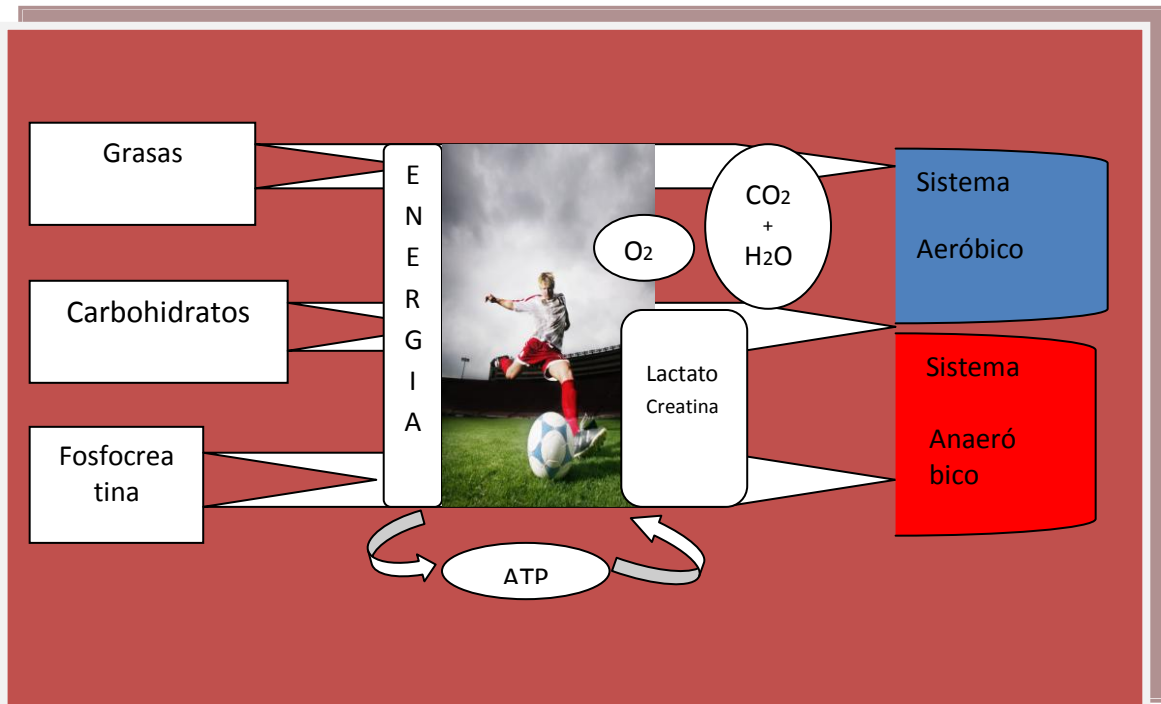 Grasas
Carbohidratos
Fosfocrea
tina
E
N
E
R
G
I
A
O2
CO2
+
H2O
Lactato
Creatina
ATP
Sistema
Aeróbico
Sistema
Anaeró
bico